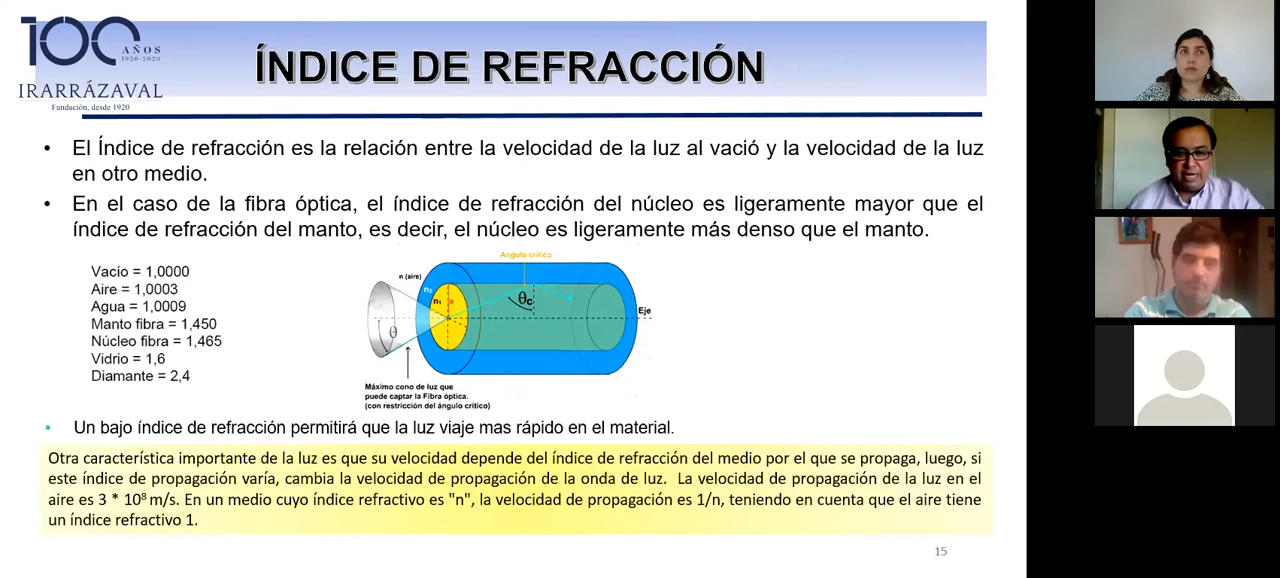 100
AÑOS
1920-2020
IRARRÁZAVAL
Fundación, desde 1920
ÍNDICE DE REFRACCIÓN
• El Índice de refracción es la relación entre la velocidad de la luz al vació y la velocidad de la luz
en otro medio.
• En el caso de la fibra óptica, el índice de refracción del núcleo es ligeramente mayor que el
índice de refracción del manto, es decir, el núcleo es ligeramente más denso que el manto.
Vacío = 1,0000
Aire = 1,0003
Agua = 1,0009
Manto fibra = 1,450
Núcleo fibra = 1,465
Vidrio = 1,6
Diamante = 2,4
Angulo crítico
n (aire)
n2
n1
a
θc
Eje
θ
Máximo cono de luz que
puede captar la Fibra óptica.
(con restricción del ángulo crítico)
• Un bajo índice de refracción permitirá que la luz viaje mas rápido en el material.
Otra característica importante de la luz es que su velocidad depende del índice de refracción del medio por el que se propaga, luego, si
este índice de propagación varía, cambia la velocidad de propagación de la onda de luz. La velocidad de propagación de la luz en el
aire es 3 * 10⁸ m/s. En un medio cuyo índice refractivo es "n", la velocidad de propagación es 1/n, teniendo en cuenta que el aire tiene
un índice refractivo 1.
15